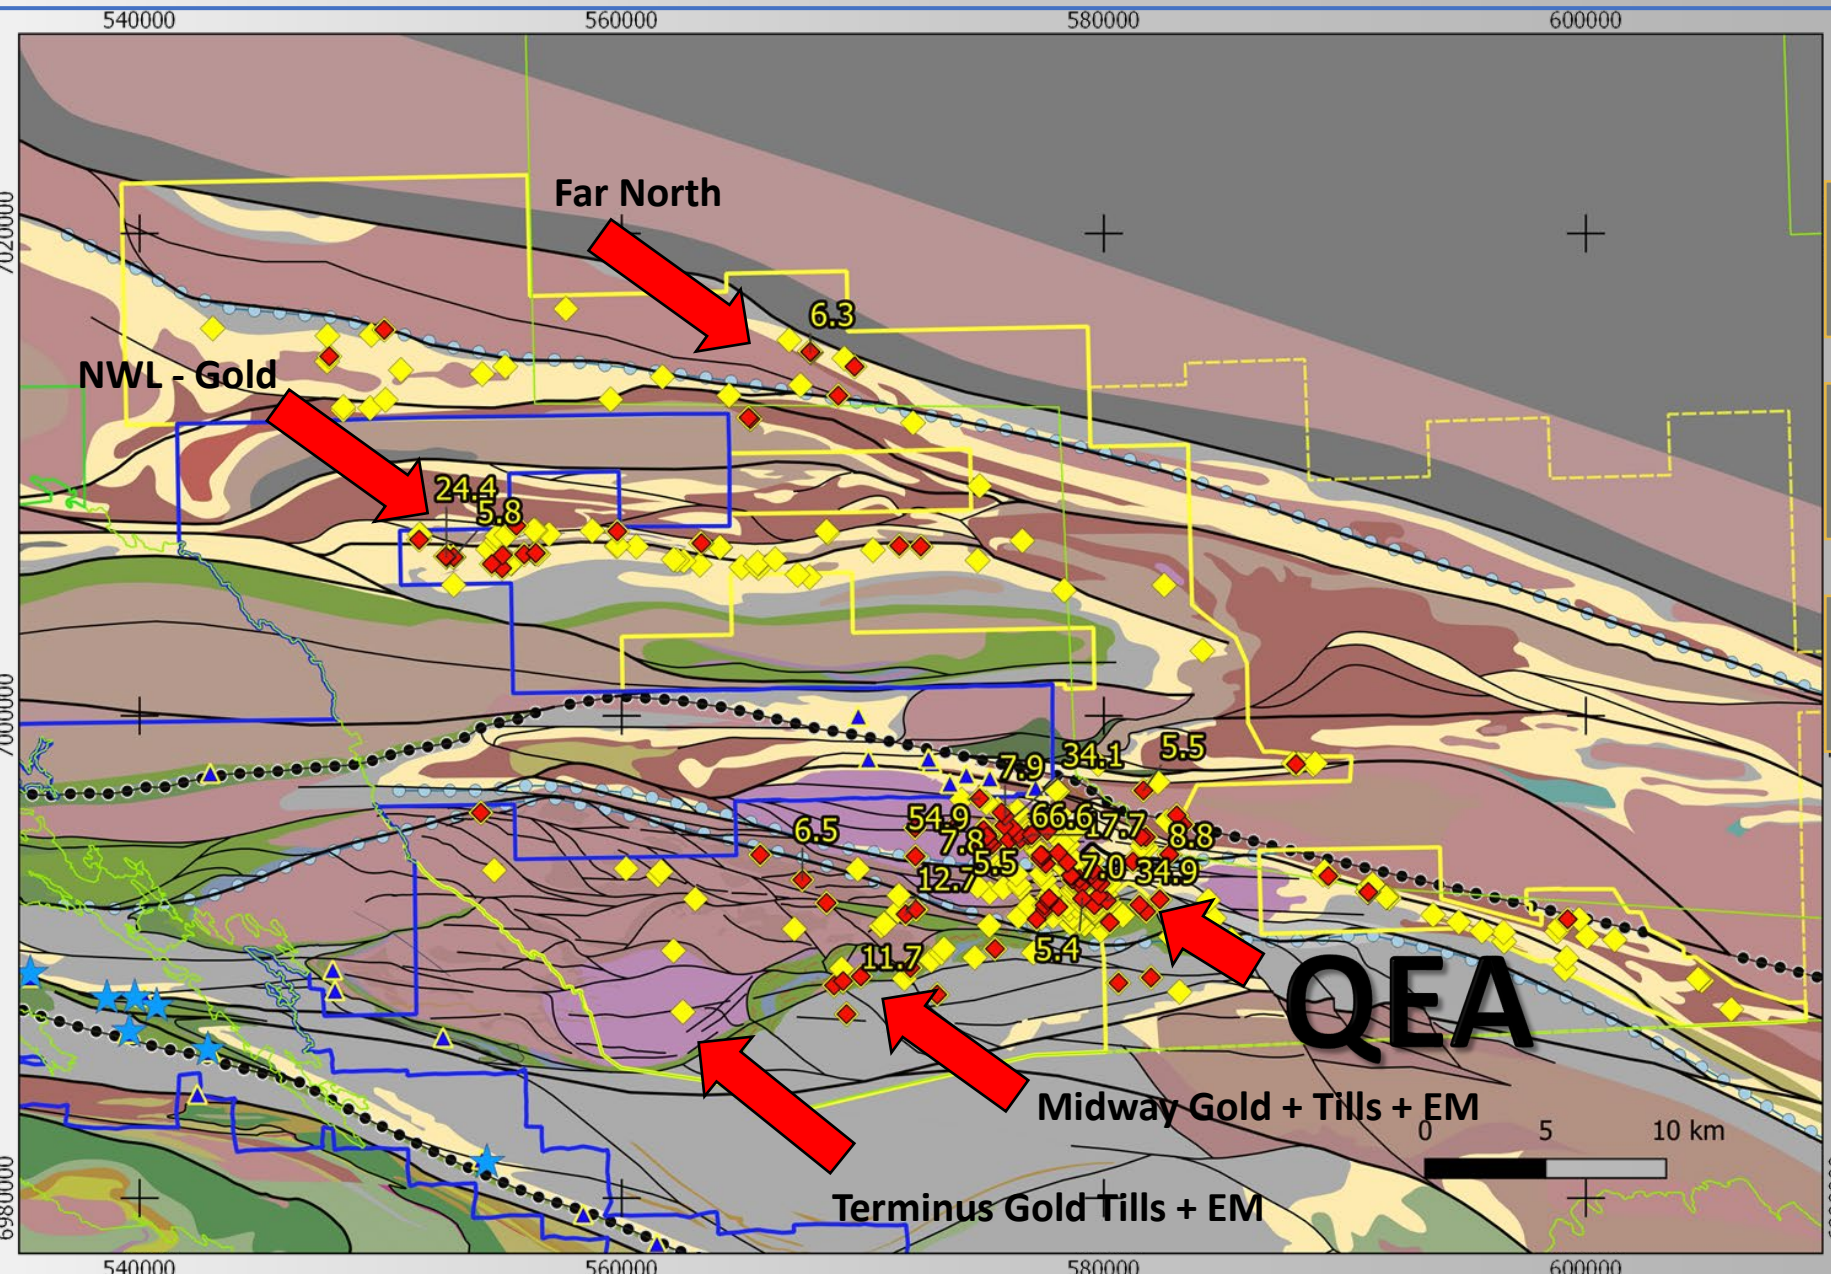 540000 560000 580000 600000
7020000
Far North
6.3
NWL - Gold
24.4
5.8
7000000
7.9 34.1 5.5
54.9 66.6 17.7
6.5 7.8 8.8
12.7 5.5 7.0 34.9
11.7 5.4
QEA
Midway Gold + Tills + EM
0 5 10 km
Terminus Gold Tills + EM
6980000
540000 560000 580000 600000